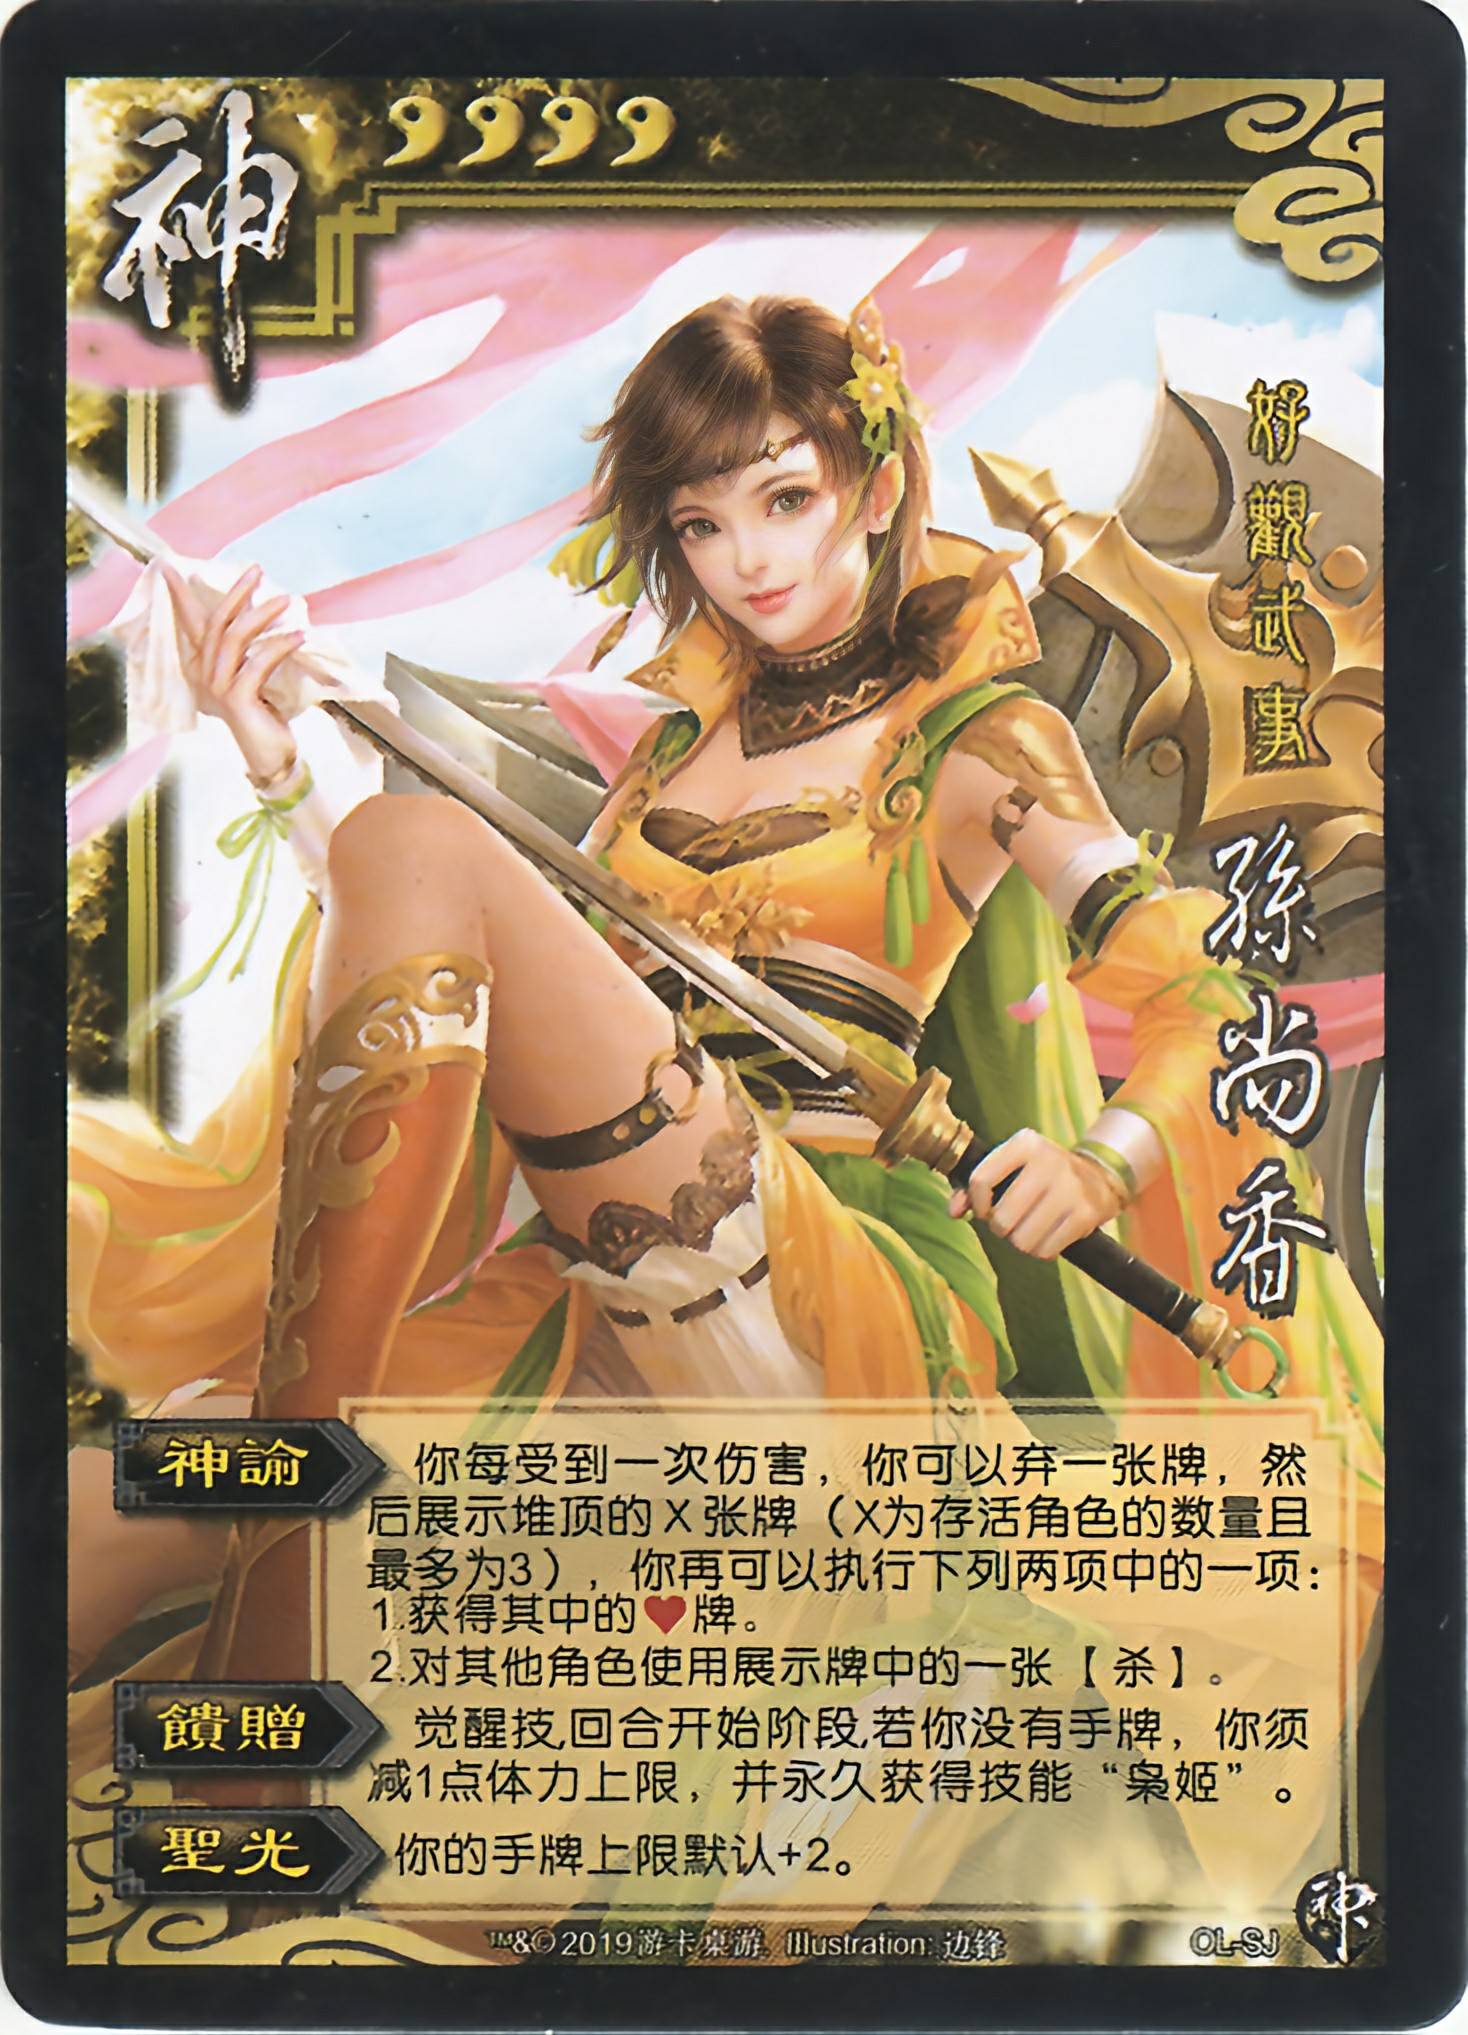 神
好觀武事
孫尚香
神諭
你每受到一次伤害，你可以弃一张牌，然
后展示堆顶的X张牌（X为存活角色的数量且
最多为3），你再可以执行下列两项中的一项：
1.获得其中的♥牌。
2.对其他角色使用展示牌中的一张【杀】。
饋贈
觉醒技,回合开始阶段,若你没有手牌，你须
减1点体力上限，并永久获得技能“枭姬”。
聖光
你的手牌上限默认+2。
™&©2019游卡桌游. Illustration: 边锋
OL-SJ
神